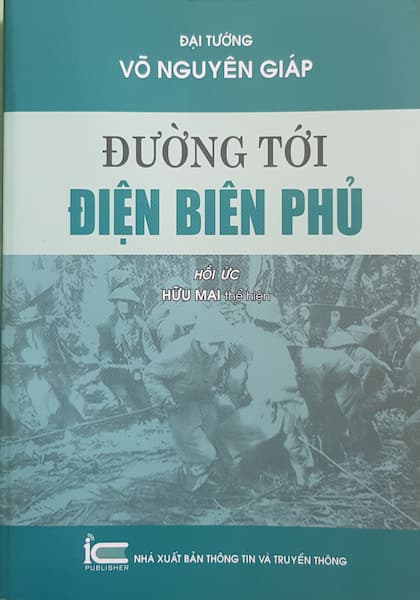 ĐẠI TƯỚNG
VÕ NGUYÊN GIÁP
ĐƯỜNG TỚI
ĐIỆN BIÊN PHỦ
HỒI ỨC
HỮU MAI thể hiện
ic PUBLISHER
NHÀ XUẤT BẢN THÔNG TIN VÀ TRUYỀN THÔNG